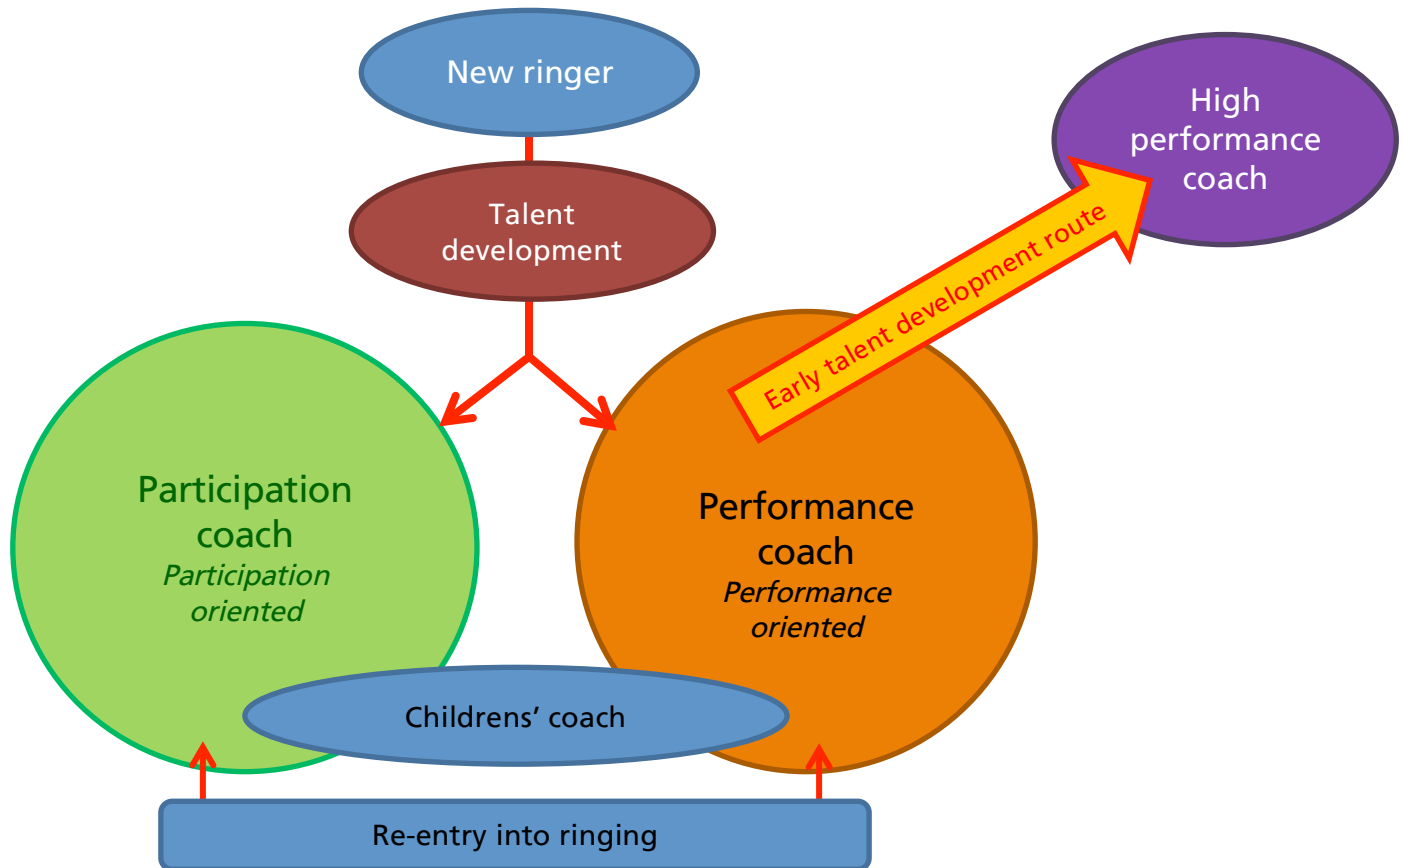 New ringer
Talent
development
High
performance
coach
Early talent development route
Participation
coach
Participation
oriented
Performance
coach
Performance
oriented
Childrens’ coach
Re-entry into ringing